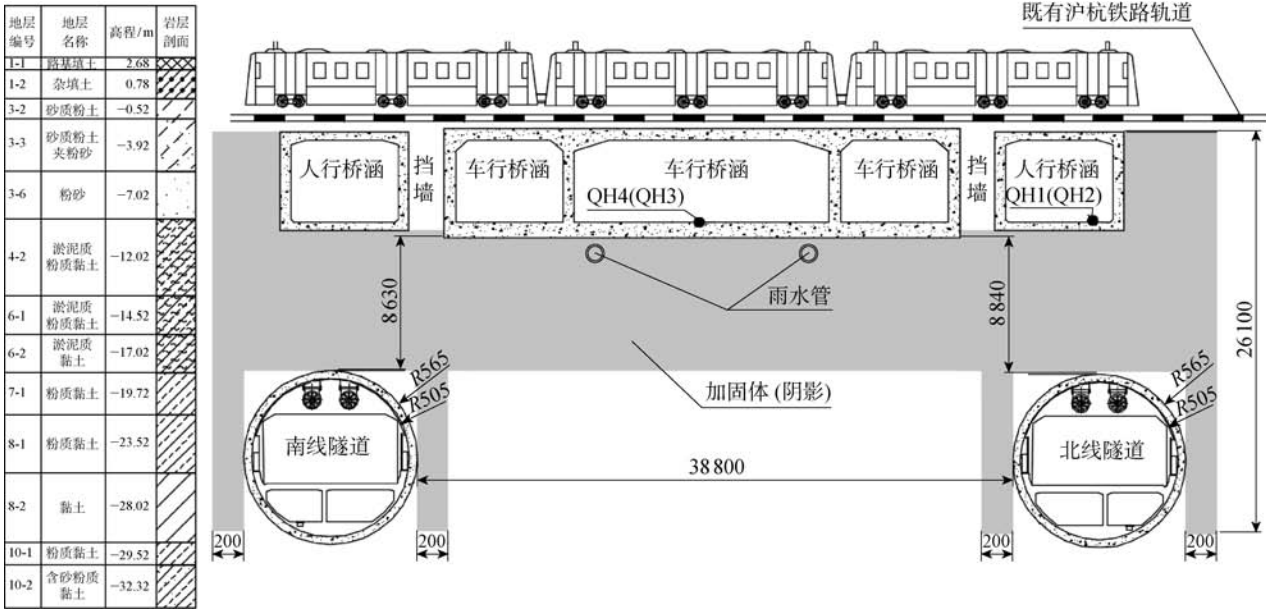 地层编号 地层名称 高程/m 岩层剖面
1-1 路基填土 2.68
1-2 杂填土 0.78
3-2 砂质粉土 −0.52
3-3 砂质粉土夹粉砂 −3.92
3-6 粉砂 −7.02
4-2 淤泥质粉质黏土 −12.02
6-1 淤泥质粉质黏土 −14.52
6-2 淤泥质黏土 −17.02
7-1 粉质黏土 −19.72
8-1 粉质黏土 −23.52
8-2 黏土 −28.02
10-1 粉质黏土 −29.52
10-2 含砂粉质黏土 −32.32
既有沪杭铁路轨道
人行桥涵
挡墙
车行桥涵
车行桥涵
车行桥涵
挡墙
人行桥涵
QH4(QH3)
QH1(QH2)
雨水管
8 630
8 840
26 100
加固体 (阴影)
R565
R505
R565
R505
南线隧道
38 800
北线隧道
200
200
200
200